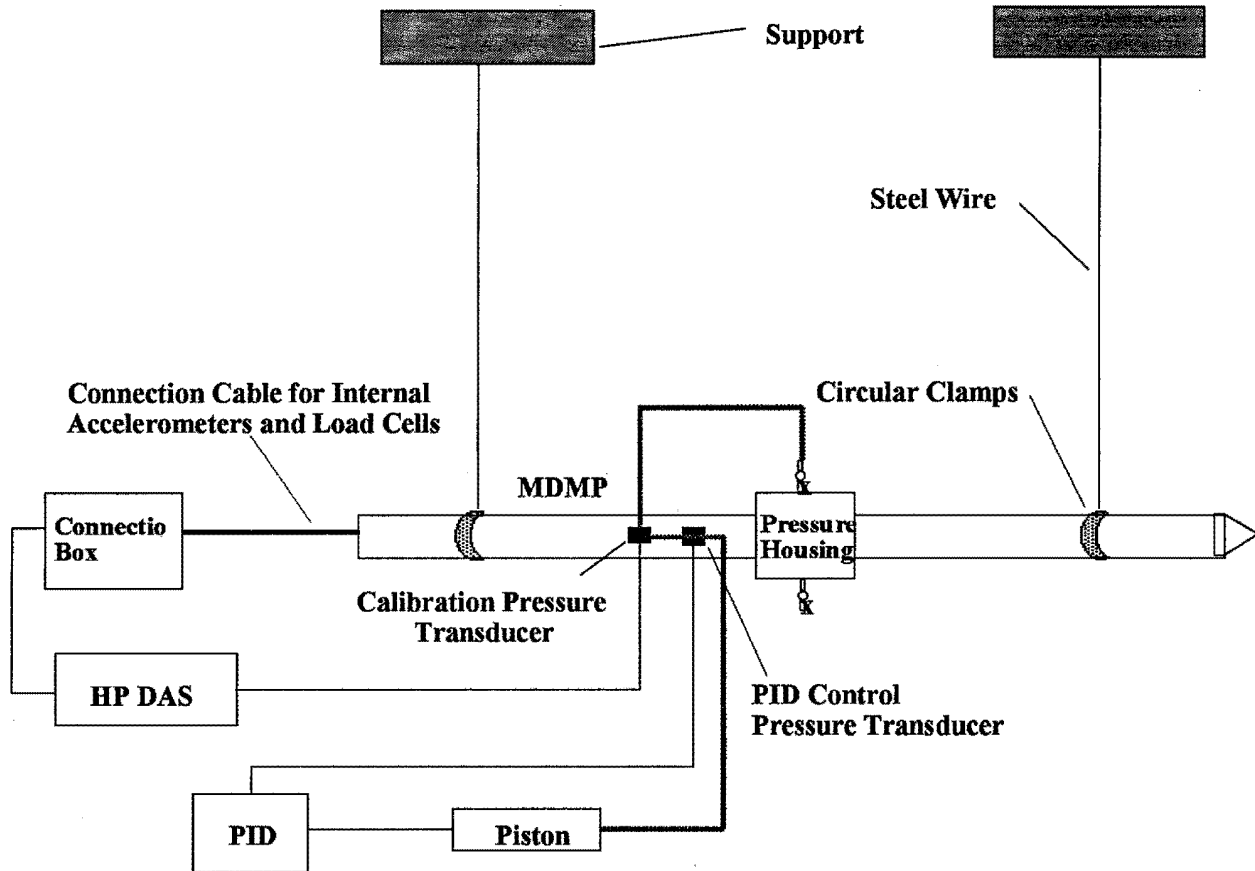 Support
Steel Wire
Connection Cable for Internal
Accelerometers and Load Cells
Circular Clamps
MDMP
Connectio
Box
Pressure
Housing
Calibration Pressure
Transducer
HP DAS
PID Control
Pressure Transducer
PID
Piston